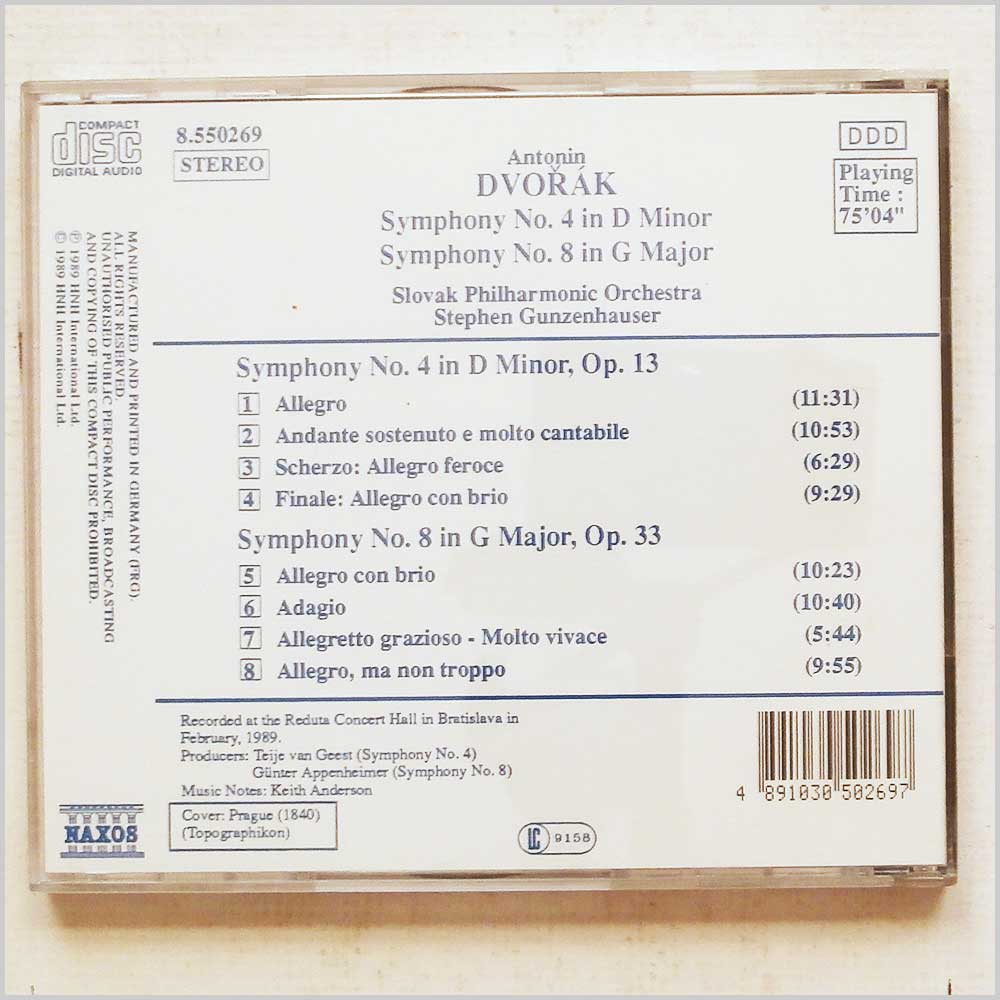 COMPACT
disc
DIGITAL AUDIO
8.550269
STEREO
Antonin
DVOŘÁK
Symphony No. 4 in D Minor
Symphony No. 8 in G Major
Slovak Philharmonic Orchestra
Stephen Gunzenhauser
DDD
Playing
Time :
75'04"
MANUFACTURED AND PRINTED IN GERMANY (FRG).
ALL RIGHTS RESERVED.
UNAUTHORISED PUBLIC PERFORMANCE, BROADCASTING
AND COPYING OF THIS COMPACT DISC PROHIBITED.
℗ 1989 HNH International Ltd.
© 1989 HNH International Ltd.
Symphony No. 4 in D Minor, Op. 13
1 Allegro (11:31)
2 Andante sostenuto e molto cantabile (10:53)
3 Scherzo: Allegro feroce (6:29)
4 Finale: Allegro con brio (9:29)
Symphony No. 8 in G Major, Op. 33
5 Allegro con brio (10:23)
6 Adagio (10:40)
7 Allegretto grazioso - Molto vivace (5:44)
8 Allegro, ma non troppo (9:55)
Recorded at the Reduta Concert Hall in Bratislava in
February, 1989.
Producers: Teije van Geest (Symphony No. 4)
Günter Appenheimer (Symphony No. 8)
Music Notes: Keith Anderson
Cover: Prague (1840)
(Topographikon)
NAXOS
LC 9158
4 891030 502697